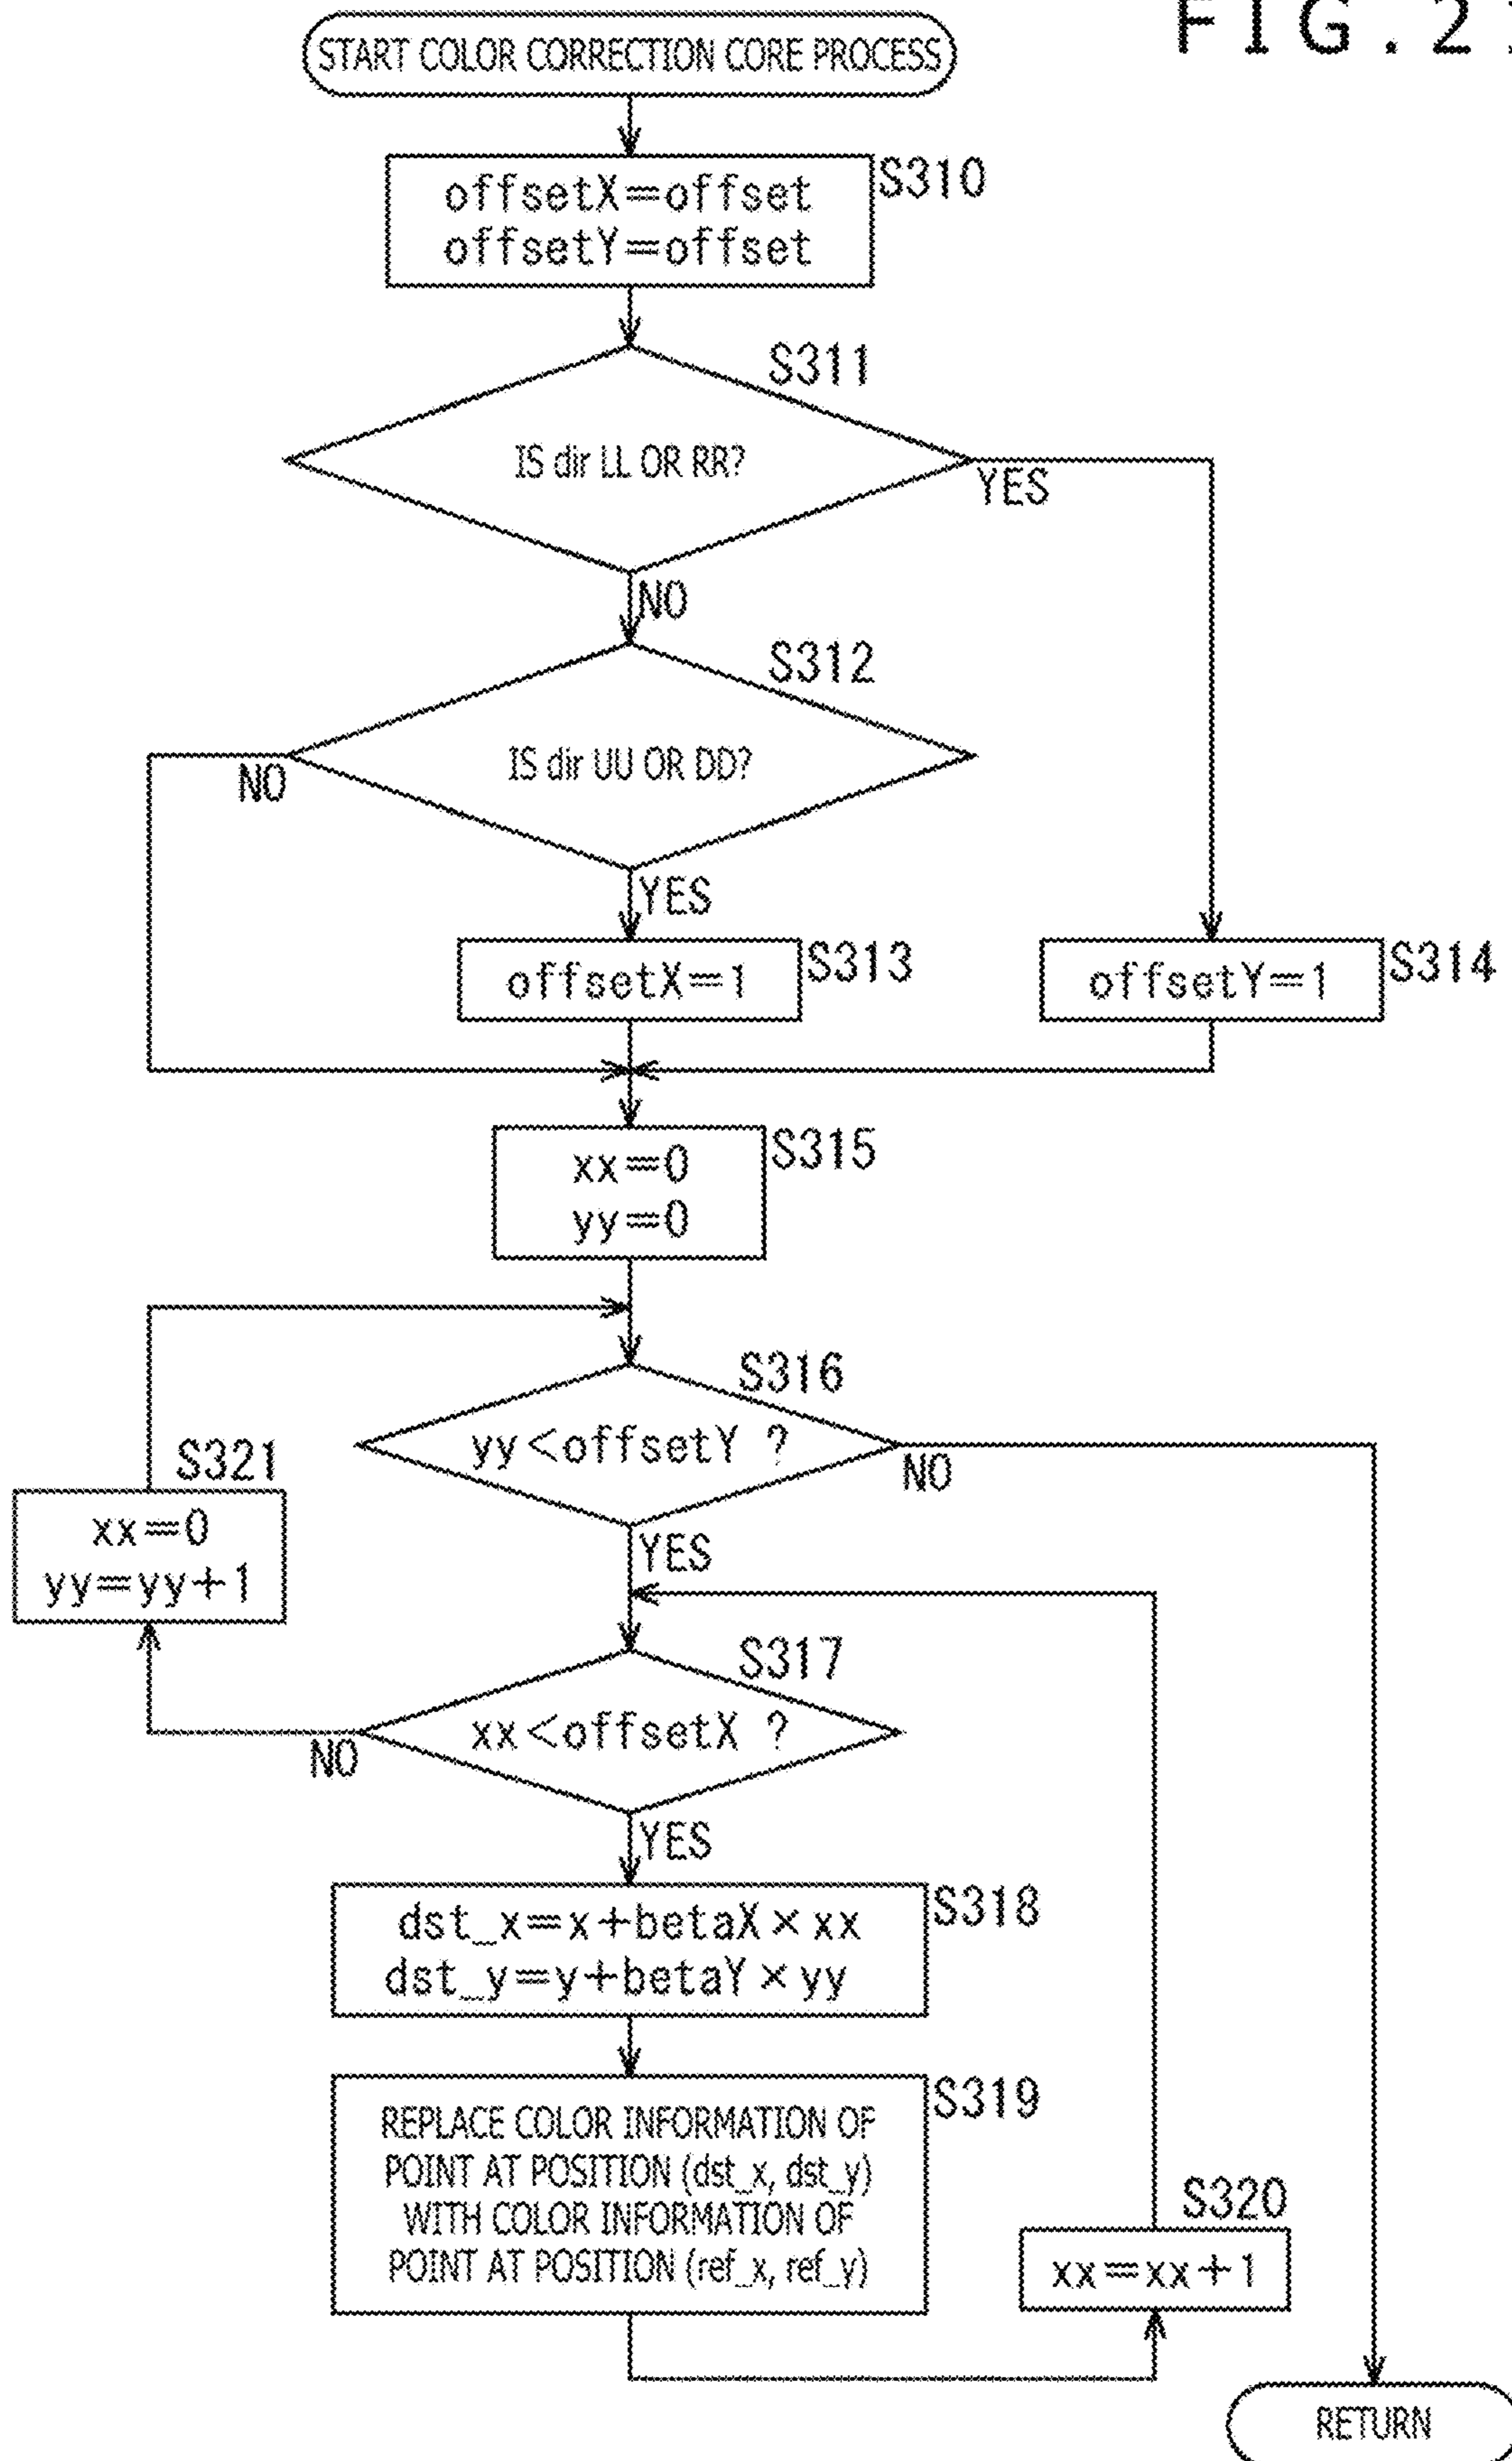 FIG.2
START COLOR CORRECTION CORE PROCESS
S310
offsetX=offset
offsetY=offset
S311
IS dir LL OR RR?
YES
NO
S312
IS dir UU OR DD?
NO
YES
offsetX=1
S313
offsetY=1
S314
S315
xx=0
yy=0
S316
yy<offsetY ?
NO
S321
xx=0
yy=yy+1
YES
S317
xx<offsetX ?
NO
YES
S318
dst_x=x+betaX×xx
dst_y=y+betaY×yy
S319
REPLACE COLOR INFORMATION OF
POINT AT POSITION (dst_x, dst_y)
WITH COLOR INFORMATION OF
POINT AT POSITION (ref_x, ref_y)
S320
xx=xx+1
RETURN